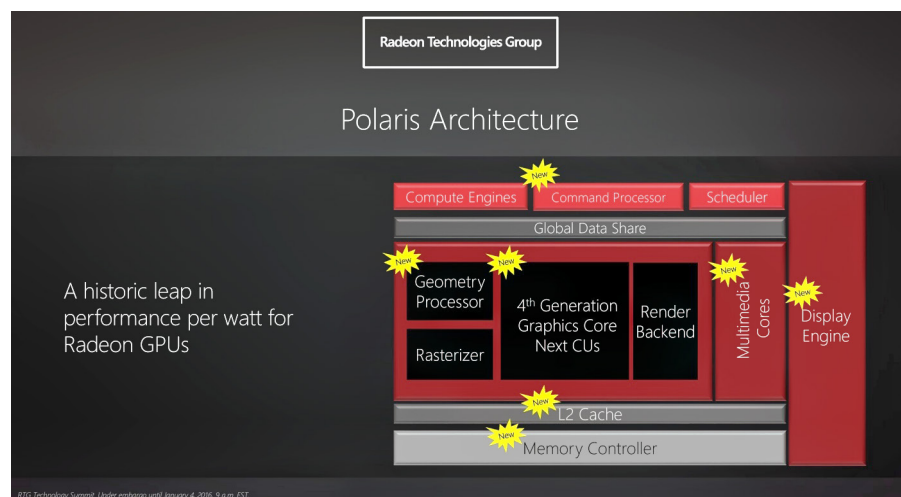 Radeon Technologies Group
Polaris Architecture
A historic leap in
performance per watt for
Radeon GPUs
New
Compute Engines
Command Processor
Scheduler
Global Data Share
New
New
New
New
Geometry
Processor
4th Generation
Graphics Core
Next CUs
Render
Backend
Multimedia
Cores
Display
Engine
Rasterizer
New
L2 Cache
New
Memory Controller
RTG Technology Summit. Under embargo until January 4, 2016, 9 a.m. EST